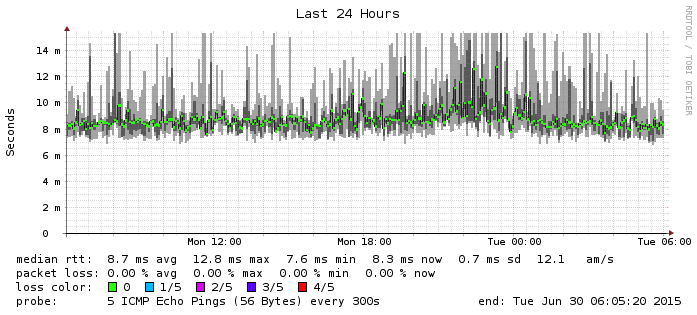 Last 24 Hours
RRDTOOL / TOBI OETIKER
Seconds
14 m
12 m
10 m
8 m
6 m
4 m
2 m
0
Mon 12:00 Mon 18:00 Tue 00:00 Tue 06:00
median rtt: 8.7 ms avg 12.8 ms max 7.6 ms min 8.3 ms now 0.7 ms sd 12.1 am/s
packet loss: 0.00 % avg 0.00 % max 0.00 % min 0.00 % now
loss color: 0 1/5 2/5 3/5 4/5
probe: 5 ICMP Echo Pings (56 Bytes) every 300s end: Tue Jun 30 06:05:20 2015